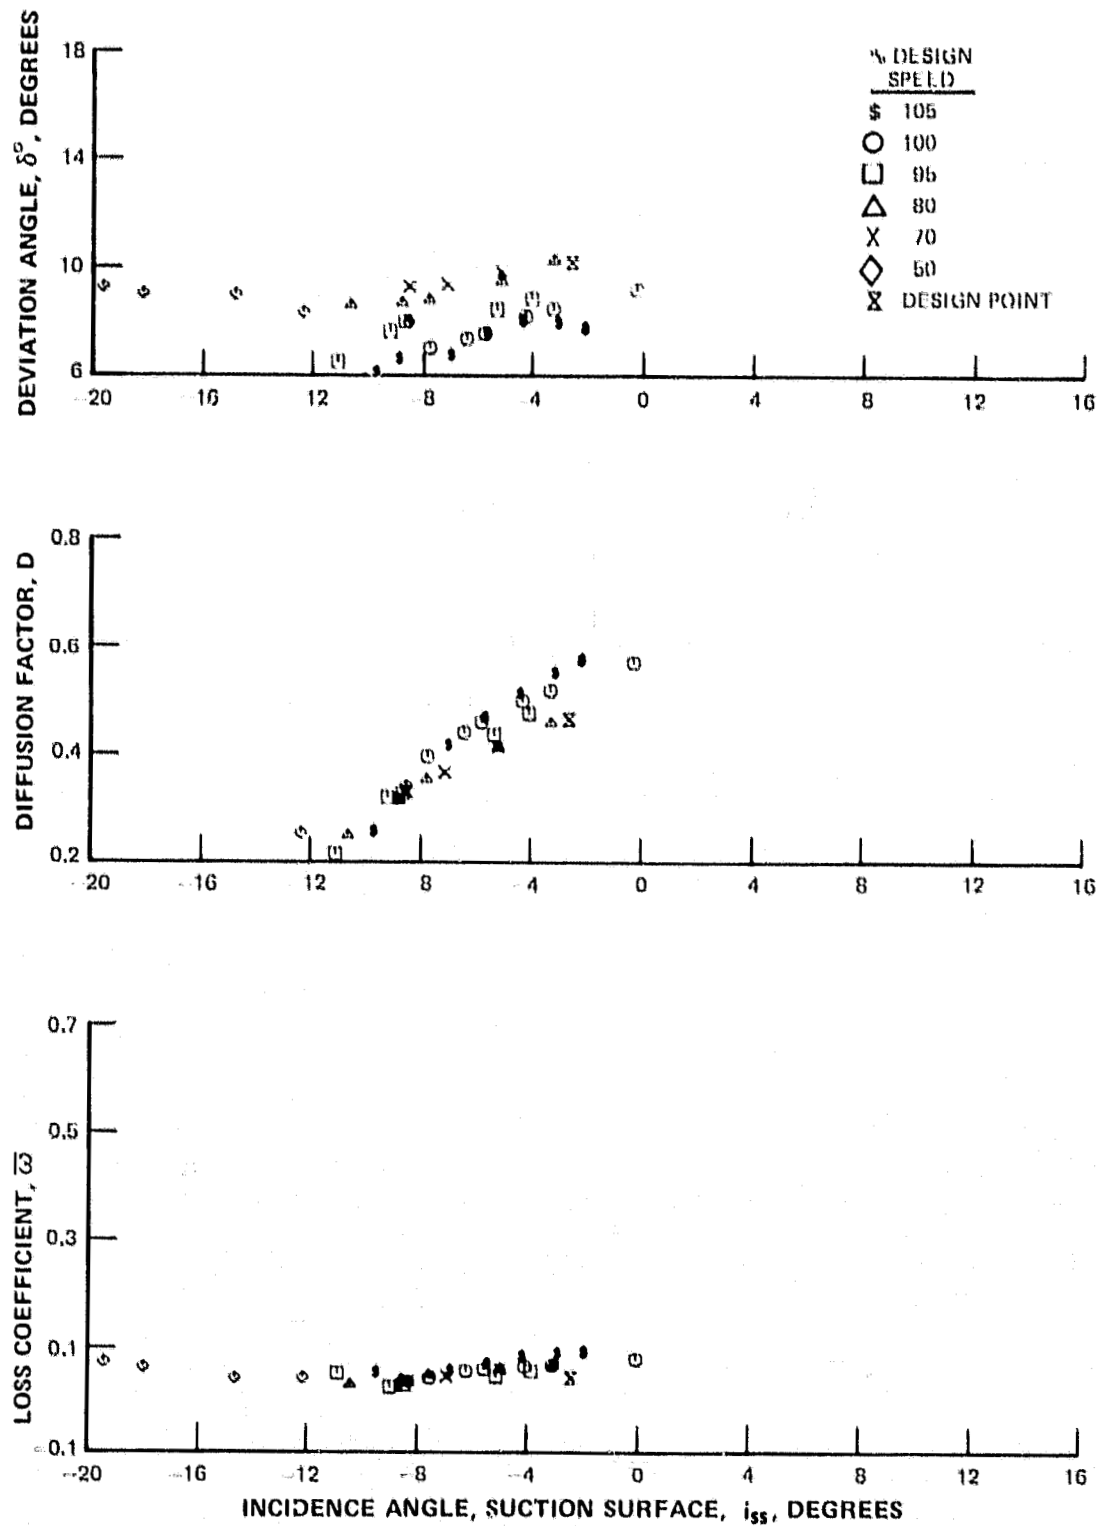 % DESIGN
SPEED
$ 105
100
95
80
X 70
50
DESIGN POINT
DEVIATION ANGLE, δ°, DEGREES
18
14
10
6
-20 -16 12 -8 -4 0 4 8 12 16
DIFFUSION FACTOR, D
0.8
0.6
0.4
0.2
-20 -16 12 8 4 0 4 8 12 16
LOSS COEFFICIENT, ω̅
0.7
0.5
0.3
0.1
-0.1
-20 -16 -12 -8 -4 0 4 8 12 16
INCIDENCE ANGLE, SUCTION SURFACE, iss, DEGREES